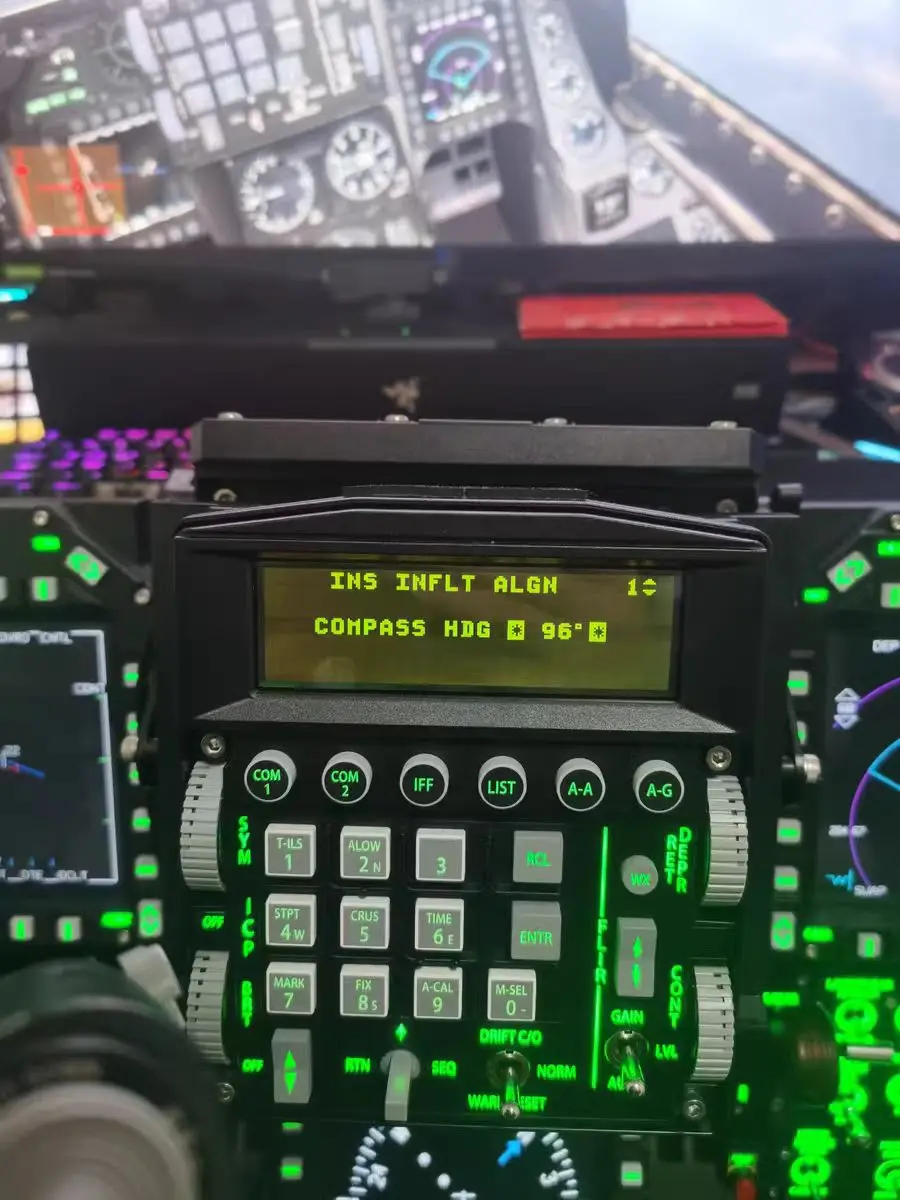 INS INFLT ALGN 1
COMPASS HDG * 96° *
COM 1
COM 2
IFF
LIST
A-A
A-G
SYM
T-ILS 1
ALOW 2 N
3
RCL
WX
RET DEPR
OFF
ICP
STPT 4 W
CRUS 5
TIME 6 E
ENTR
FLIR
BRT
MARK 7
FIX 8 S
A-CAL 9
M-SEL 0 -
CONT
GAIN
LVL
OFF
RTN
SEQ
DRIFT C/O
NORM
SWAP